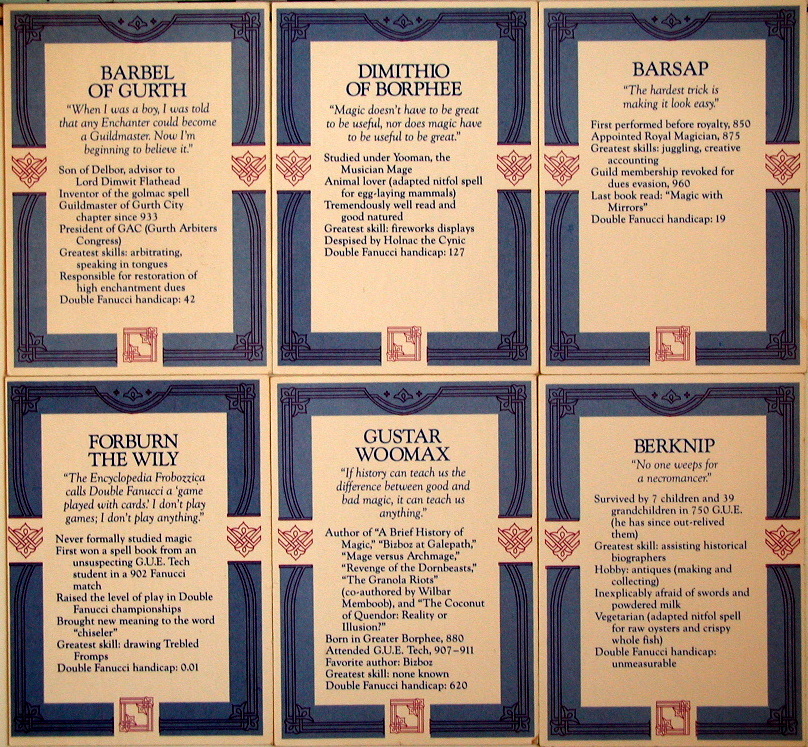 BARBEL
OF GURTH
"When I was a boy, I was told
that any Enchanter could become
a Guildmaster. Now I'm
beginning to believe it."
Son of Delbor, advisor to
Lord Dimwit Flathead
Inventor of the golmac spell
Guildmaster of Gurth City
chapter since 933
President of GAC (Gurth Arbiters
Congress)
Greatest skills: arbitrating,
speaking in tongues
Responsible for restoration of
high enchantment dues
Double Fanucci handicap: 42
DIMITHIO
OF BORPHEE
"Magic doesn't have to be great
to be useful, nor does magic have
to be useful to be great."
Studied under Yooman, the
Musician Mage
Animal lover (adapted nitfol spell
for egg-laying mammals)
Tremendously well read and
good natured
Greatest skill: fireworks displays
Despised by Holnac the Cynic
Double Fanucci handicap: 127
BARSAP
"The hardest trick is
making it look easy."
First performed before royalty, 850
Appointed Royal Magician, 875
Greatest skills: juggling, creative
accounting
Guild membership revoked for
dues evasion, 960
Last book read: "Magic with
Mirrors"
Double Fanucci handicap: 19
FORBURN
THE WILY
"The Encyclopedia Frobozzica
calls Double Fanucci a 'game
played with cards.' I don't play
games; I don't play anything."
Never formally studied magic
First won a spell book from an
unsuspecting G.U.E. Tech
student in a 902 Fanucci
match
Raised the level of play in Double
Fanucci championships
Brought new meaning to the word
"chiseler"
Greatest skill: drawing Trebled
Fromps
Double Fanucci handicap: 0.01
GUSTAR
WOOMAX
"If history can teach us the
difference between good and
bad magic, it can teach us
anything."
Author of "A Brief History of
Magic," "Bizboz at Galepath,"
"Mage versus Archmage,"
"Revenge of the Dornbeasts,"
"The Granola Riots"
(co-authored by Wilbar
Memboob), and "The Coconut
of Quendor: Reality or
Illusion?"
Born in Greater Borphee, 880
Attended G.U.E. Tech, 907–911
Favorite author: Bizboz
Greatest skill: none known
Double Fanucci handicap: 620
BERKNIP
"No one weeps for
a necromancer."
Survived by 7 children and 39
grandchildren in 750 G.U.E.
(he has since out-relived
them)
Greatest skill: assisting historical
biographers
Hobby: antiques (making and
collecting)
Inexplicably afraid of swords and
powdered milk
Vegetarian (adapted nitfol spell
for raw oysters and crispy
whole fish)
Double Fanucci handicap:
unmeasurable